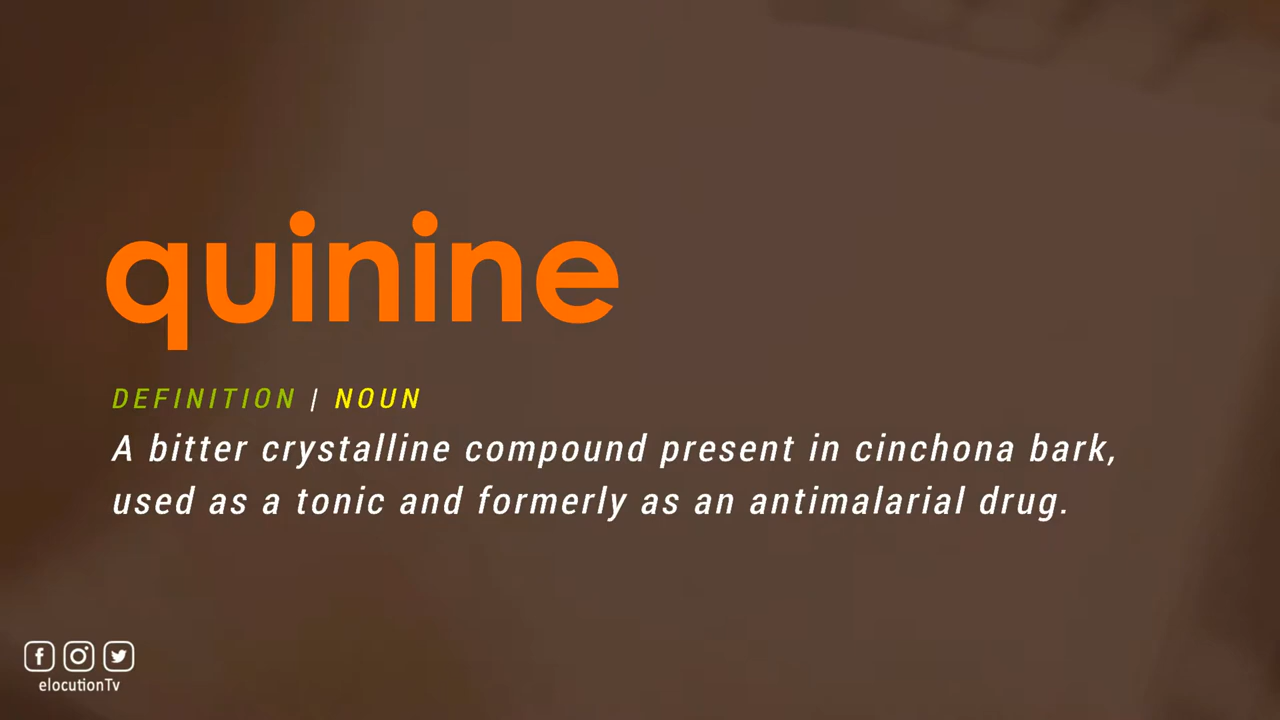 quinine
DEFINITION | NOUN
A bitter crystalline compound present in cinchona bark,
used as a tonic and formerly as an antimalarial drug.
elocutionTv